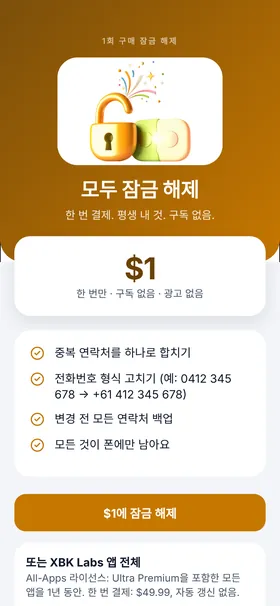 1회 구매 잠금 해제
모두 잠금 해제
한 번 결제. 평생 내 것. 구독 없음.
$1
한 번만 · 구독 없음 · 광고 없음
중복 연락처를 하나로 합치기
전화번호 형식 고치기 (예: 0412 345
678 → +61 412 345 678)
변경 전 모든 연락처 백업
모든 것이 폰에만 남아요
$1에 잠금 해제
또는 XBK Labs 앱 전체
All-Apps 라이선스: Ultra Premium을 포함한 모든
앱을 1년 동안. 한 번 결제: $49.99, 자동 갱신 없음.